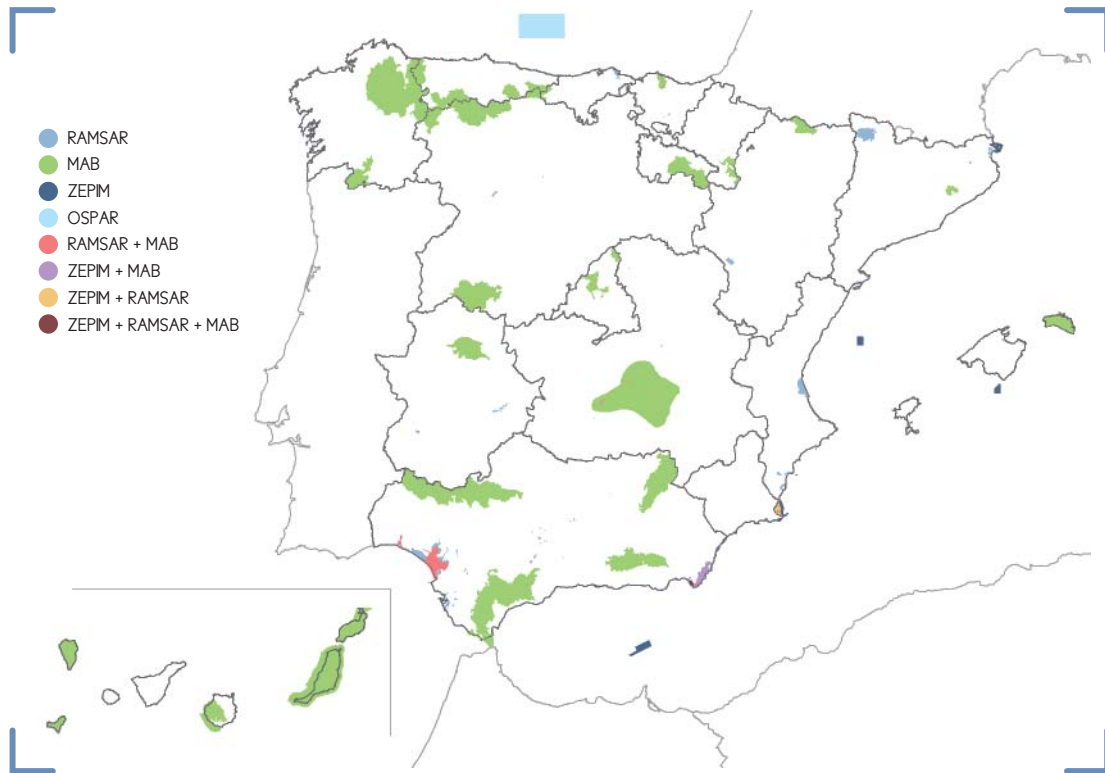 RAMSAR
MAB
ZEPIM
OSPAR
RAMSAR + MAB
ZEPIM + MAB
ZEPIM + RAMSAR
ZEPIM + RAMSAR + MAB